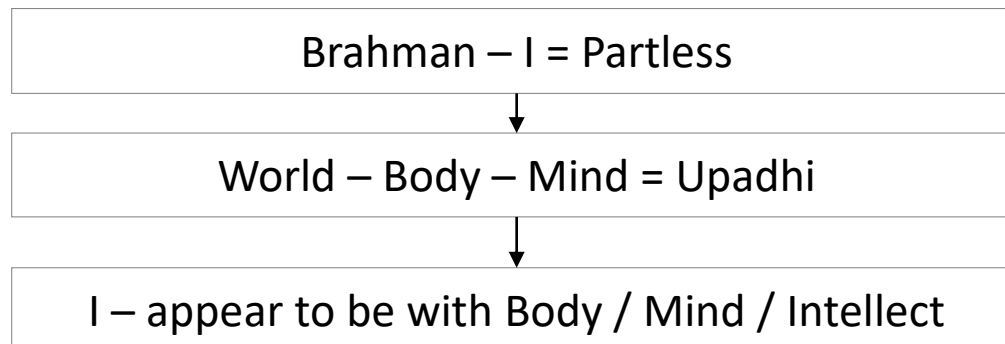 Brahman – I = Partless
World – Body – Mind = Upadhi
I – appear to be with Body / Mind / Intellect